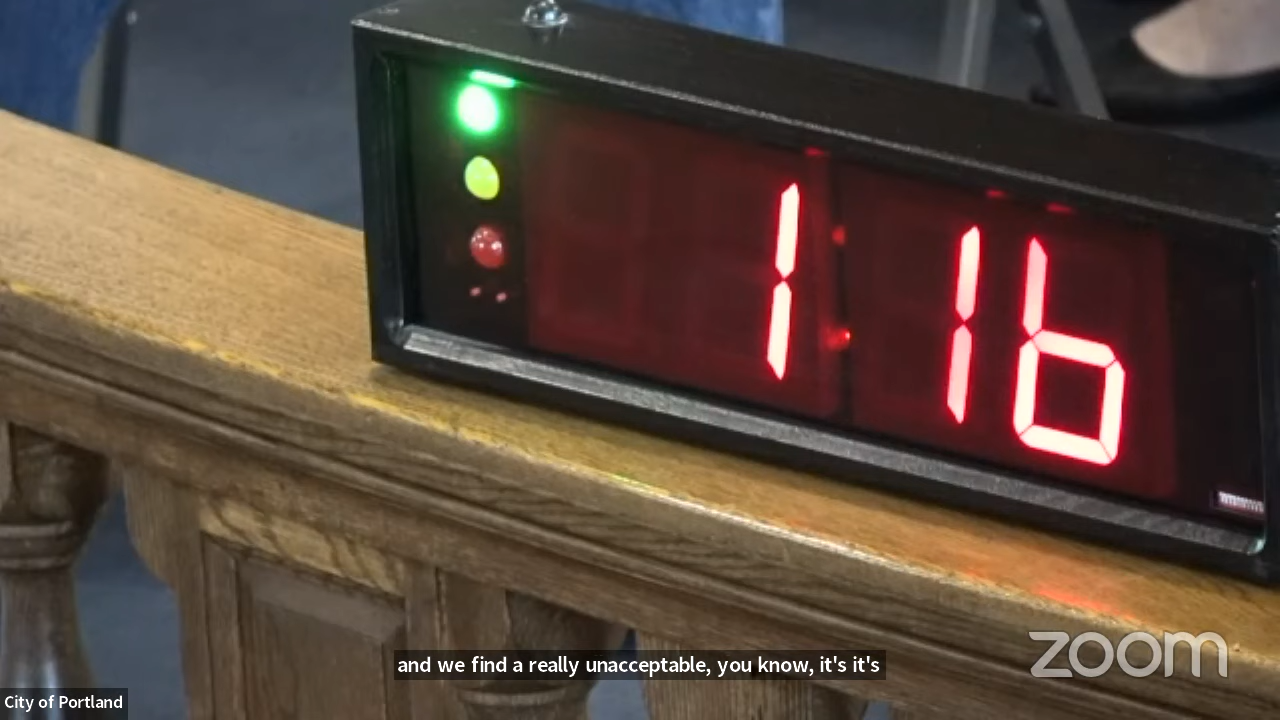 1:16
and we find a really unacceptable, you know, it's it's
zoom
City of Portland